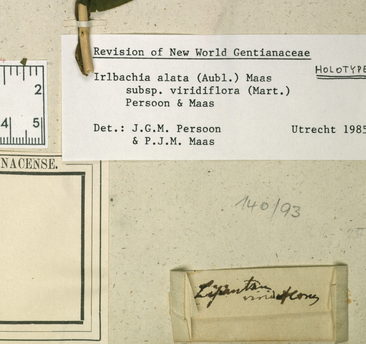 Revision of New World Gentianaceae
HOLOTYPE
Irlbachia alata (Aubl.) Maas
subsp. viridiflora (Mart.)
Persoon & Maas
Det.: J.G.M. Persoon Utrecht 1985
& P.J.M. Maas
2
4 5
NACENSE.
140/93